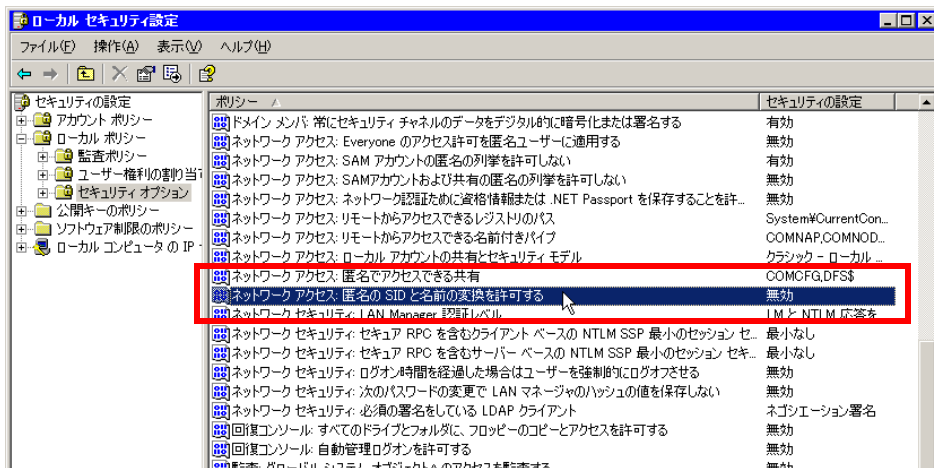 ローカル セキュリティ設定
ファイル(F) 操作(A) 表示(V) ヘルプ(H)
セキュリティの設定
アカウント ポリシー
ローカル ポリシー
監査ポリシー
ユーザー権利の割り当て
セキュリティ オプション
公開キーのポリシー
ソフトウェア制限のポリシー
ローカル コンピュータ の IP
ポリシー セキュリティの設定
ドメイン メンバ: 常にセキュリティ チャネルのデータをデジタル的に暗号化または署名する 有効
ネットワーク アクセス: Everyone のアクセス許可を匿名ユーザーに適用する 無効
ネットワーク アクセス: SAM アカウントの匿名の列挙を許可しない 有効
ネットワーク アクセス: SAMアカウントおよび共有の匿名の列挙を許可しない 無効
ネットワーク アクセス: ネットワーク認証ために資格情報または .NET Passport を保存することを許... 無効
ネットワーク アクセス: リモートからアクセスできるレジストリのパス System¥CurrentCon...
ネットワーク アクセス: リモートからアクセスできる名前付きパイプ COMNAP,COMNOD...
ネットワーク アクセス: ローカル アカウントの共有とセキュリティ モデル クラシック - ローカル ...
ネットワーク アクセス: 匿名でアクセスできる共有 COMCFG,DFS$
ネットワーク アクセス: 匿名の SID と名前の変換を許可する 無効
ネットワーク セキュリティ: LAN Manager 認証レベル LM と NTLM 応答を
ネットワーク セキュリティ: セキュア RPC を含むクライアント ベースの NTLM SSP 最小のセッション セ... 最小なし
ネットワーク セキュリティ: セキュア RPC を含むサーバー ベースの NTLM SSP 最小のセッション セキ... 最小なし
ネットワーク セキュリティ: ログオン時間を経過した場合はユーザーを強制的にログオフさせる 無効
ネットワーク セキュリティ: 次のパスワードの変更で LAN マネージャのハッシュの値を保存しない 無効
ネットワーク セキュリティ: 必須の署名をしている LDAP クライアント ネゴシエーション署名
回復コンソール: すべてのドライブとフォルダに、フロッピーのコピーとアクセスを許可する 無効
回復コンソール: 自動管理ログオンを許可する 無効
監査: グローバル システム オブジェクトへのアクセスを監査する 無効